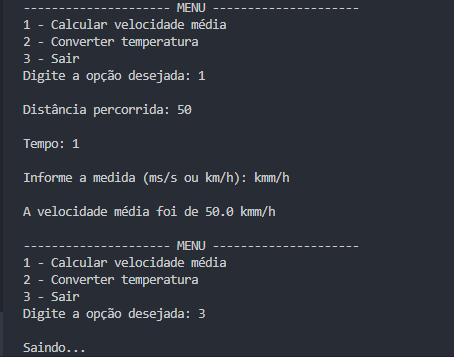 --------------------- MENU ---------------------
1 - Calcular velocidade média
2 - Converter temperatura
3 - Sair
Digite a opção desejada: 1
Distância percorrida: 50
Tempo: 1
Informe a medida (ms/s ou km/h): kmm/h
A velocidade média foi de 50.0 kmm/h
--------------------- MENU ---------------------
1 - Calcular velocidade média
2 - Converter temperatura
3 - Sair
Digite a opção desejada: 3
Saindo...